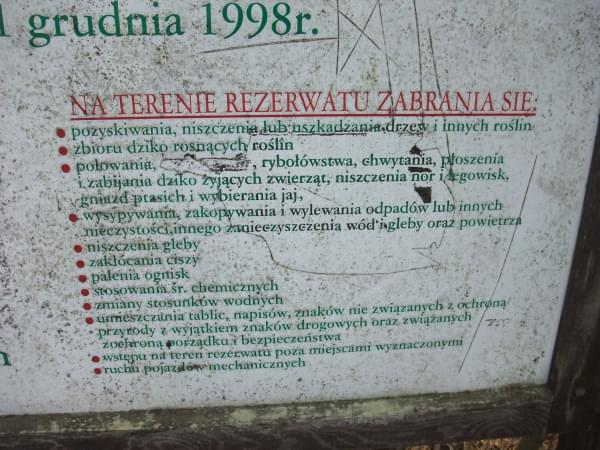 1 grudnia 1998r.
NA TERENIE REZERWATU ZABRANIA SIĘ:
pozyskiwania, niszczenia lub uszkadzania drzew i innych roślin
zbioru dziko rosnących roślin
polowania, , rybołówstwa, chwytania, płoszenia
i zabijania dziko żyjących zwierząt, niszczenia nor i legowisk,
gniazd ptasich i wybierania jaj,
wysypywania, zakopywania i wylewania odpadów lub innych
nieczystości,innego zanieczyszczenia wód i gleby oraz powietrza
niszczenia gleby
zakłócania ciszy
palenia ognisk
stosowania śr. chemicznych
zmiany stosunków wodnych
umieszczania tablic, napisów, znaków nie związanych z ochroną
przyrody z wyjątkiem znaków drogowych oraz związanych
zochroną porządku i bezpieczeństwa
wstępu na teren rezerwatu poza miejscami wyznaczonymi
ruchu pojazdów mechanicznych